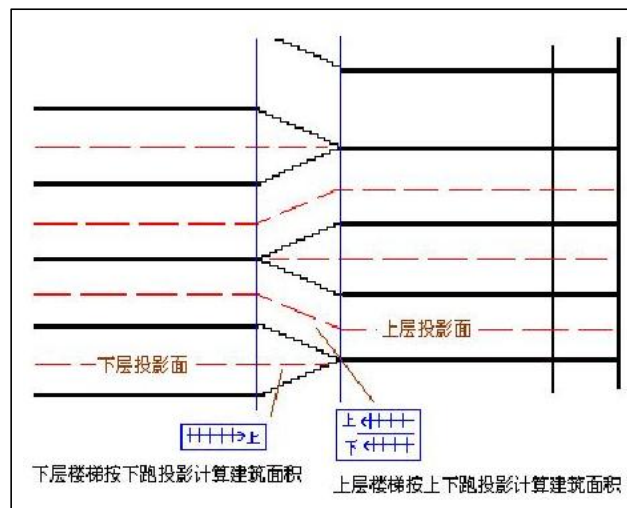 上层投影面
下层投影面
上
上
下
下层楼梯按下跑投影计算建筑面积
上层楼梯按上下跑投影计算建筑面积